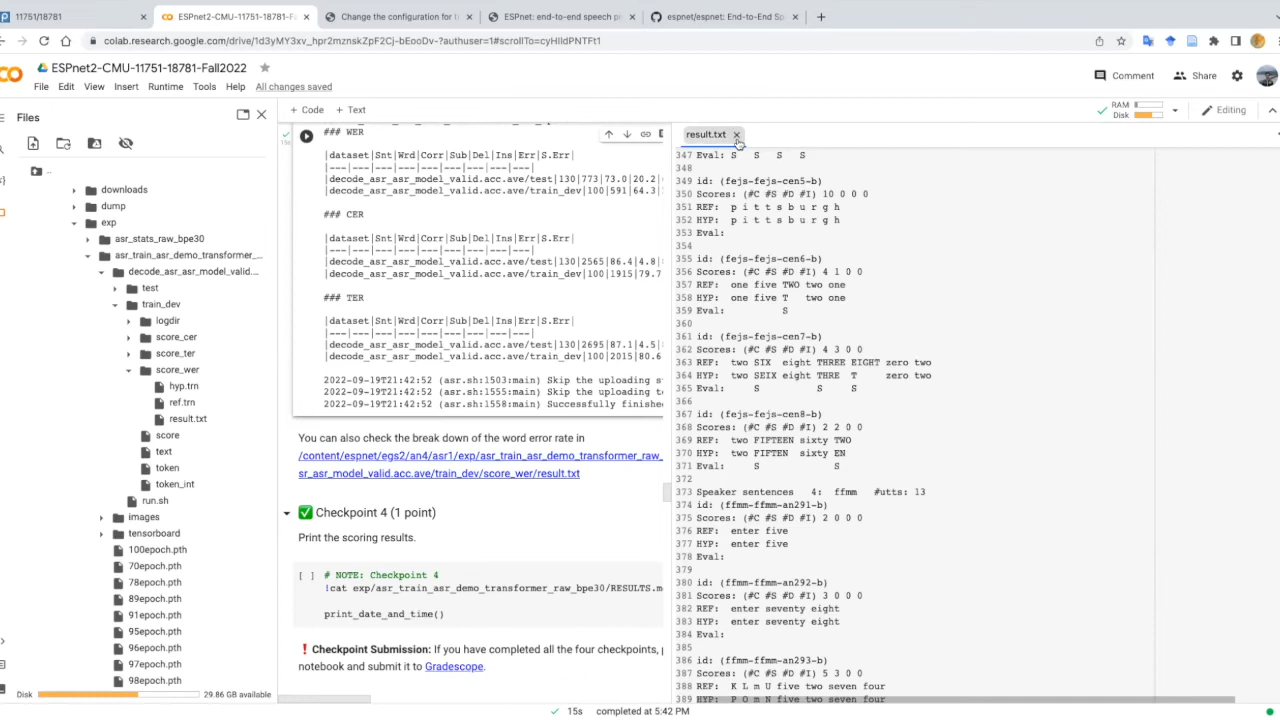 11751/18781
ESPnet2-CMU-11751-18781-F
Change the configuration for t
ESPnet: end-to-end speech pr
espnet/espnet: End-to-End Sp
colab.research.google.com/drive/1d3yMY3xv_hpr2mznskZpF2Cj-bEooDv-?authuser=1#scrollTo=cyHIldPNTFt1
ESPnet2-CMU-11751-18781-Fall2022
File Edit View Insert Runtime Tools Help All changes saved
Comment Share
Files
+ Code + Text
RAM
Disk
Editing
..
downloads
dump
exp
asr_stats_raw_bpe30
asr_train_asr_demo_transformer_...
decode_asr_asr_model_valid....
test
train_dev
logdir
score_cer
score_ter
score_wer
hyp.trn
ref.trn
result.txt
score
text
token
token_int
run.sh
images
tensorboard
100epoch.pth
70epoch.pth
78epoch.pth
89epoch.pth
91epoch.pth
95epoch.pth
96epoch.pth
97epoch.pth
98epoch.pth
Disk 29.86 GB available
15s
### WER
|dataset|Snt|Wrd|Corr|Sub|Del|Ins|Err|S.Err|
|---|---|---|---|---|---|---|---|---|
|decode_asr_asr_model_valid.acc.ave/test|130|773|73.0|20.2|
|decode_asr_asr_model_valid.acc.ave/train_dev|100|591|64.3|
### CER
|dataset|Snt|Wrd|Corr|Sub|Del|Ins|Err|S.Err|
|---|---|---|---|---|---|---|---|---|
|decode_asr_asr_model_valid.acc.ave/test|130|2565|86.4|4.8|
|decode_asr_asr_model_valid.acc.ave/train_dev|100|1915|79.7
### TER
|dataset|Snt|Wrd|Corr|Sub|Del|Ins|Err|S.Err|
|---|---|---|---|---|---|---|---|---|
|decode_asr_asr_model_valid.acc.ave/test|130|2695|87.1|4.5|
|decode_asr_asr_model_valid.acc.ave/train_dev|100|2015|80.6
2022-09-19T21:42:52 (asr.sh:1503:main) Skip the uploading s
2022-09-19T21:42:52 (asr.sh:1555:main) Skip the uploading t
2022-09-19T21:42:52 (asr.sh:1558:main) Successfully finishe
You can also check the break down of the word error rate in
/content/espnet/egs2/an4/asr1/exp/asr_train_asr_demo_transformer_raw_
sr_asr_model_valid.acc.ave/train_dev/score_wer/result.txt
✅ Checkpoint 4 (1 point)
Print the scoring results.
[ ] # NOTE: Checkpoint 4
!cat exp/asr_train_asr_demo_transformer_raw_bpe30/RESULTS.m
print_date_and_time()
❗ Checkpoint Submission: If you have completed all the four checkpoints, p
notebook and submit it to Gradescope.
result.txt
347 Eval: S S S S
348
349 id: (fejs-fejs-cen5-b)
350 Scores: (#C #S #D #I) 10 0 0 0
351 REF: p i t t s b u r g h
352 HYP: p i t t s b u r g h
353 Eval:
354
355 id: (fejs-fejs-cen6-b)
356 Scores: (#C #S #D #I) 4 1 0 0
357 REF: one five TWO two one
358 HYP: one five T two one
359 Eval: S
360
361 id: (fejs-fejs-cen7-b)
362 Scores: (#C #S #D #I) 4 3 0 0
363 REF: two SIX eight THREE EIGHT zero two
364 HYP: two SEIX eight THRE T zero two
365 Eval: S S S
366
367 id: (fejs-fejs-cen8-b)
368 Scores: (#C #S #D #I) 2 2 0 0
369 REF: two FIFTEEN sixty TWO
370 HYP: two FIFTEN sixty EN
371 Eval: S S
372
373 Speaker sentences 4: ffmm #utts: 13
374 id: (ffmm-ffmm-an291-b)
375 Scores: (#C #S #D #I) 2 0 0 0
376 REF: enter five
377 HYP: enter five
378 Eval:
379
380 id: (ffmm-ffmm-an292-b)
381 Scores: (#C #S #D #I) 3 0 0 0
382 REF: enter seventy eight
383 HYP: enter seventy eight
384 Eval:
385
386 id: (ffmm-ffmm-an293-b)
387 Scores: (#C #S #D #I) 5 3 0 0
388 REF: K L m U five two seven four
389 HYP: P O m N five two seven four
15s completed at 5:42 PM